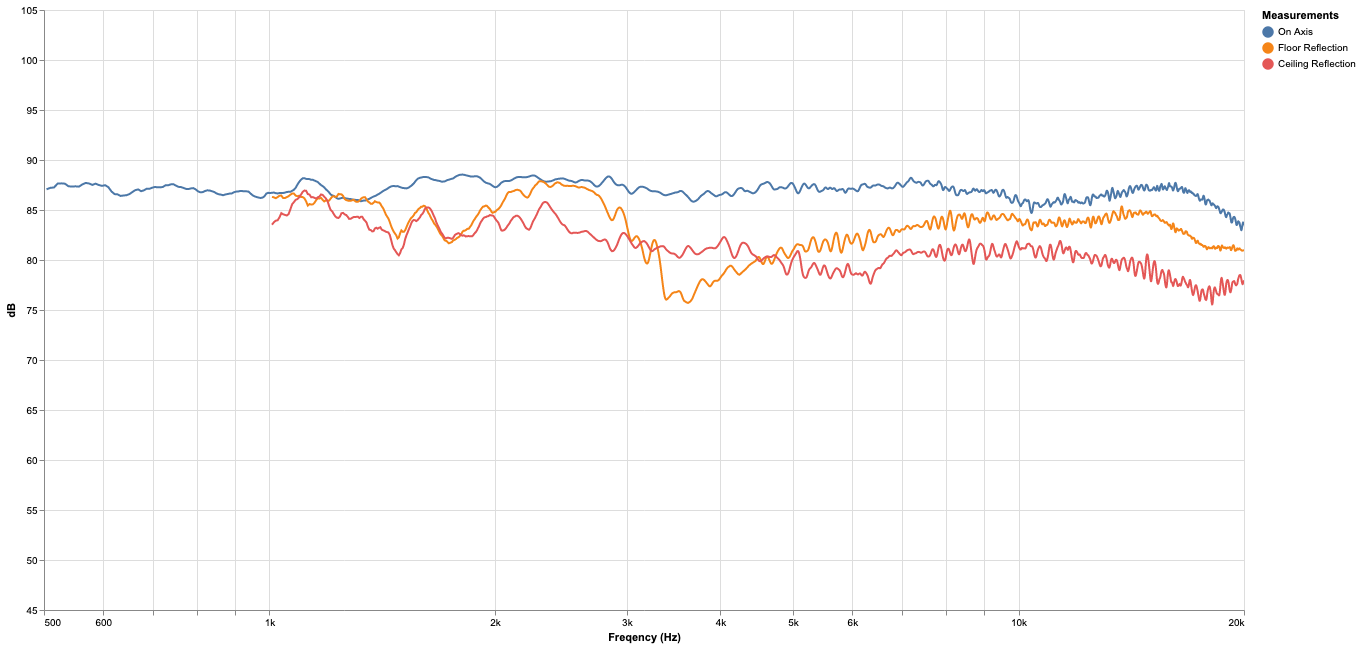 105
100
95
90
85
80
75
70
65
60
55
50
45
dB
500 600 1k 2k 3k 4k 5k 6k 10k 20k
Freqency (Hz)
Measurements
On Axis
Floor Reflection
Ceiling Reflection